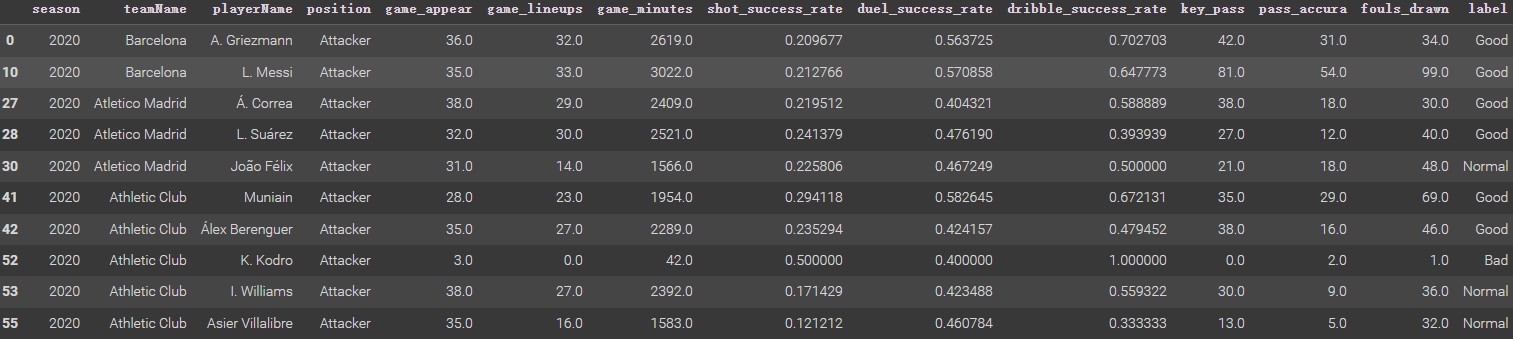 season teamName playerName position game_appear game_lineups game_minutes shot_success_rate duel_success_rate dribble_success_rate key_pass pass_accura fouls_drawn label
0 2020 Barcelona A. Griezmann Attacker 36.0 32.0 2619.0 0.209677 0.563725 0.702703 42.0 31.0 34.0 Good
10 2020 Barcelona L. Messi Attacker 35.0 33.0 3022.0 0.212766 0.570858 0.647773 81.0 54.0 99.0 Good
27 2020 Atletico Madrid Á. Correa Attacker 38.0 29.0 2409.0 0.219512 0.404321 0.588889 38.0 18.0 30.0 Good
28 2020 Atletico Madrid L. Suárez Attacker 32.0 30.0 2521.0 0.241379 0.476190 0.393939 27.0 12.0 40.0 Good
30 2020 Atletico Madrid João Félix Attacker 31.0 14.0 1566.0 0.225806 0.467249 0.500000 21.0 18.0 48.0 Normal
41 2020 Athletic Club Muniain Attacker 28.0 23.0 1954.0 0.294118 0.582645 0.672131 35.0 29.0 69.0 Good
42 2020 Athletic Club Álex Berenguer Attacker 35.0 27.0 2289.0 0.235294 0.424157 0.479452 38.0 16.0 46.0 Good
52 2020 Athletic Club K. Kodro Attacker 3.0 0.0 42.0 0.500000 0.400000 1.000000 0.0 2.0 1.0 Bad
53 2020 Athletic Club I. Williams Attacker 38.0 27.0 2392.0 0.171429 0.423488 0.559322 30.0 9.0 36.0 Normal
55 2020 Athletic Club Asier Villalibre Attacker 35.0 16.0 1583.0 0.121212 0.460784 0.333333 13.0 5.0 32.0 Normal